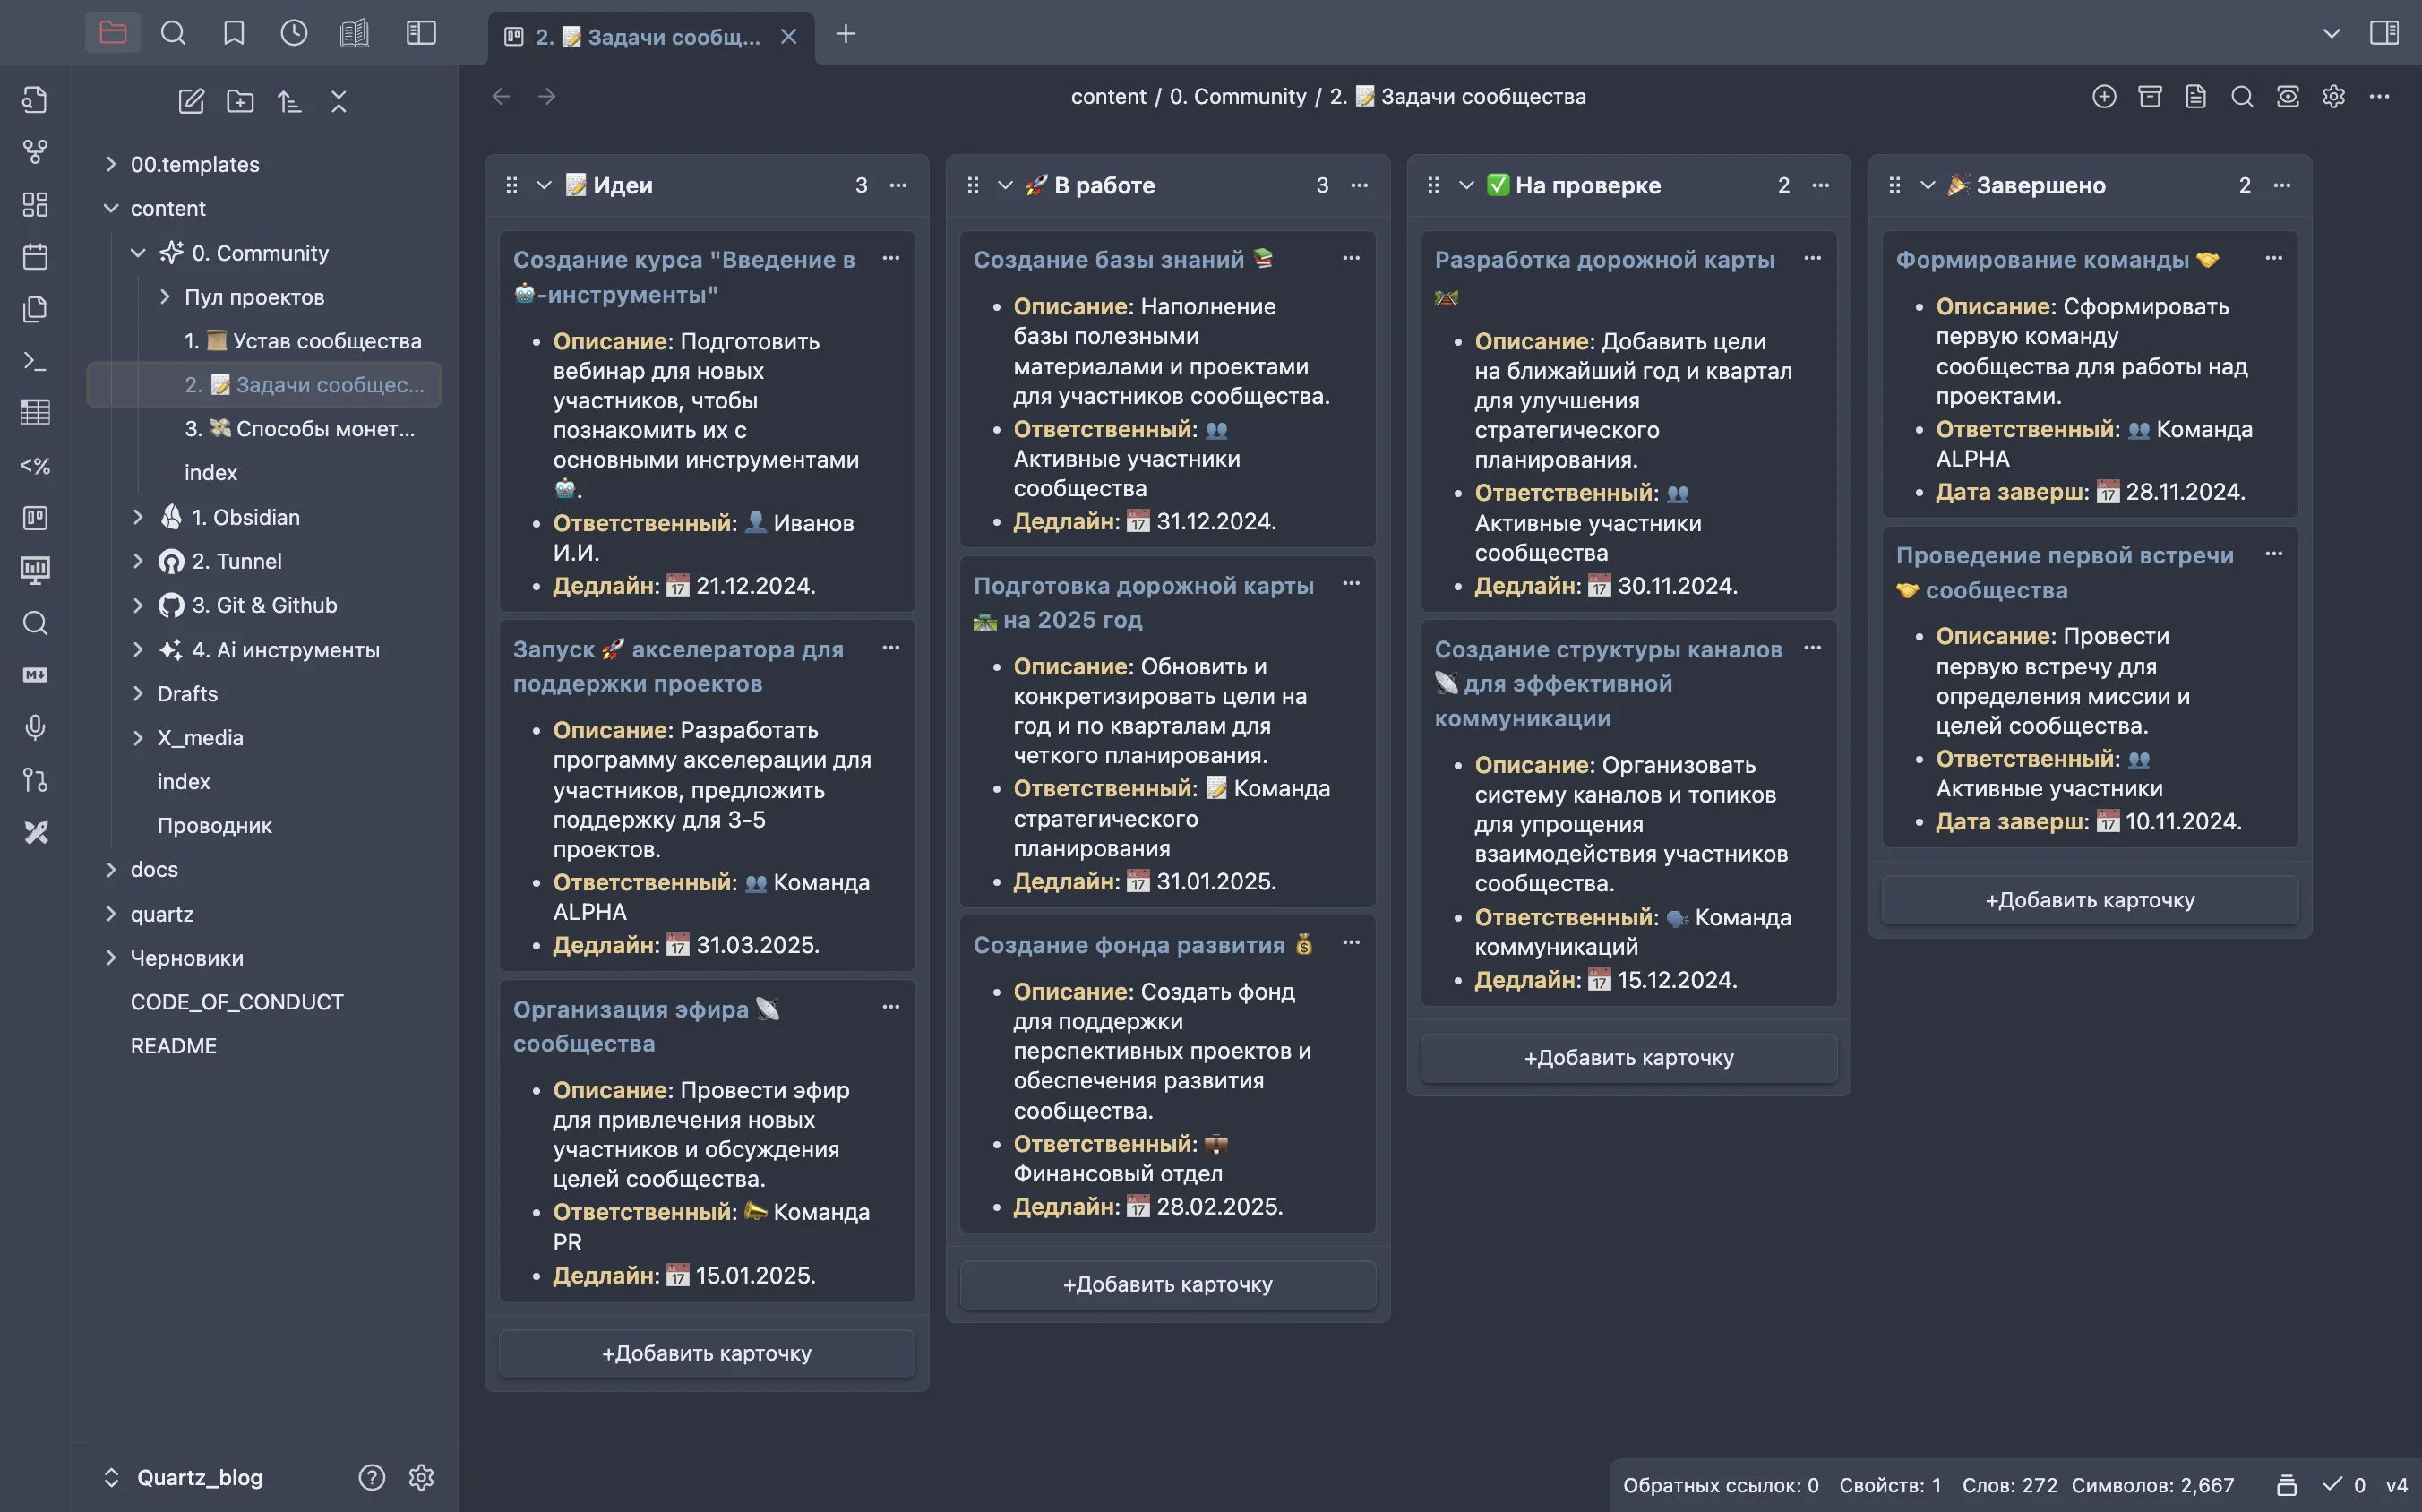 2. 📝 Задачи сообщ...
content / 0. Community / 2. 📝 Задачи сообщества
00.templates
content
0. Community
Пул проектов
1. 📜 Устав сообщества
2. 📝 Задачи сообщес...
3. 💸 Способы монет...
index
1. Obsidian
2. Tunnel
3. Git & Github
4. Ai инструменты
Drafts
X_media
index
Проводник
docs
quartz
Черновики
CODE_OF_CONDUCT
README
Quartz_blog
📝 Идеи 3
Создание курса "Введение в
🤖-инструменты"
• Описание: Подготовить
вебинар для новых
участников, чтобы
познакомить их с
основными инструментами
🤖.
• Ответственный: 👤 Иванов
И.И.
• Дедлайн: 📅 21.12.2024.
Запуск 🚀 акселератора для
поддержки проектов
• Описание: Разработать
программу акселерации для
участников, предложить
поддержку для 3-5
проектов.
• Ответственный: 👥 Команда
ALPHA
• Дедлайн: 📅 31.03.2025.
Организация эфира 📡
сообщества
• Описание: Провести эфир
для привлечения новых
участников и обсуждения
целей сообщества.
• Ответственный: 📣 Команда
PR
• Дедлайн: 📅 15.01.2025.
+Добавить карточку
🚀 В работе 3
Создание базы знаний 📚
• Описание: Наполнение
базы полезными
материалами и проектами
для участников сообщества.
• Ответственный: 👥
Активные участники
сообщества
• Дедлайн: 📅 31.12.2024.
Подготовка дорожной карты
🛣️ на 2025 год
• Описание: Обновить и
конкретизировать цели на
год и по кварталам для
четкого планирования.
• Ответственный: 📝 Команда
стратегического
планирования
• Дедлайн: 📅 31.01.2025.
Создание фонда развития 💰
• Описание: Создать фонд
для поддержки
перспективных проектов и
обеспечения развития
сообщества.
• Ответственный: 💼
Финансовый отдел
• Дедлайн: 📅 28.02.2025.
+Добавить карточку
✅ На проверке 2
Разработка дорожной карты
🛤️
• Описание: Добавить цели
на ближайший год и квартал
для улучшения
стратегического
планирования.
• Ответственный: 👥
Активные участники
сообщества
• Дедлайн: 📅 30.11.2024.
Создание структуры каналов
📡 для эффективной
коммуникации
• Описание: Организовать
систему каналов и топиков
для упрощения
взаимодействия участников
сообщества.
• Ответственный: 🗣️ Команда
коммуникаций
• Дедлайн: 📅 15.12.2024.
+Добавить карточку
🎉 Завершено 2
Формирование команды 🤝
• Описание: Сформировать
первую команду
сообщества для работы над
проектами.
• Ответственный: 👥 Команда
ALPHA
• Дата заверш: 📅 28.11.2024.
Проведение первой встречи
🤝 сообщества
• Описание: Провести
первую встречу для
определения миссии и
целей сообщества.
• Ответственный: 👥
Активные участники
• Дата заверш: 📅 10.11.2024.
+Добавить карточку
Обратных ссылок: 0 Свойств: 1 Слов: 272 Символов: 2,667 0 v4